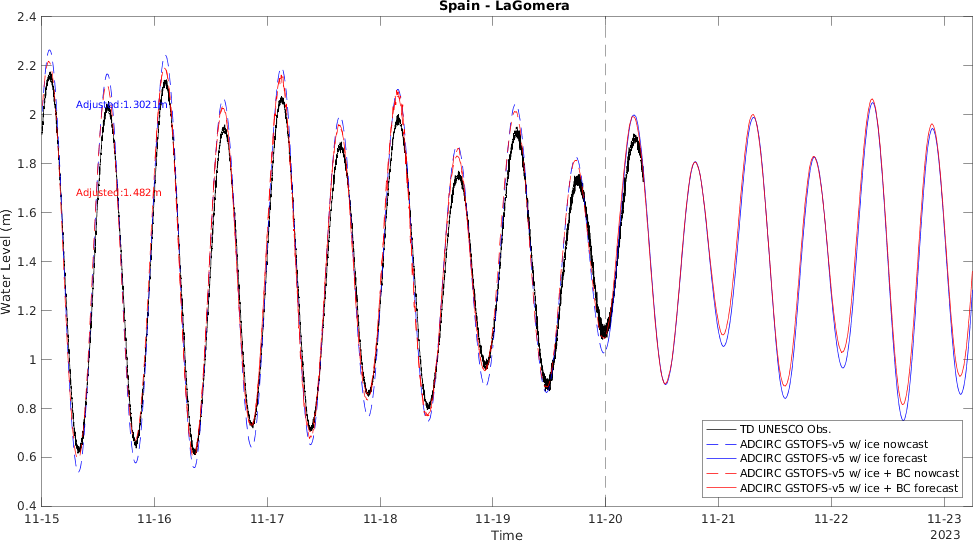 Spain - LaGomera
2.4
2.2
2
1.8
1.6
1.4
1.2
1
0.8
0.6
0.4
Water Level (m)
Adjusted:1.3021m
Adjusted:1.482m
TD UNESCO Obs.
ADCIRC GSTOFS-v5 w/ ice nowcast
ADCIRC GSTOFS-v5 w/ ice forecast
ADCIRC GSTOFS-v5 w/ ice + BC nowcast
ADCIRC GSTOFS-v5 w/ ice + BC forecast
11-15 11-16 11-17 11-18 11-19 11-20 11-21 11-22 11-23
2023
Time